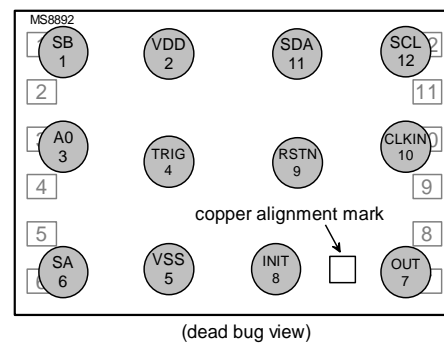 MS8892
SB
1
VDD
2
SDA
11
SCL
12
2
11
A0
3
TRIG
4
RSTN
9
CLKIN
10
4
9
copper alignment mark
5
8
SA
6
VSS
5
INIT
8
OUT
7
(dead bug view)